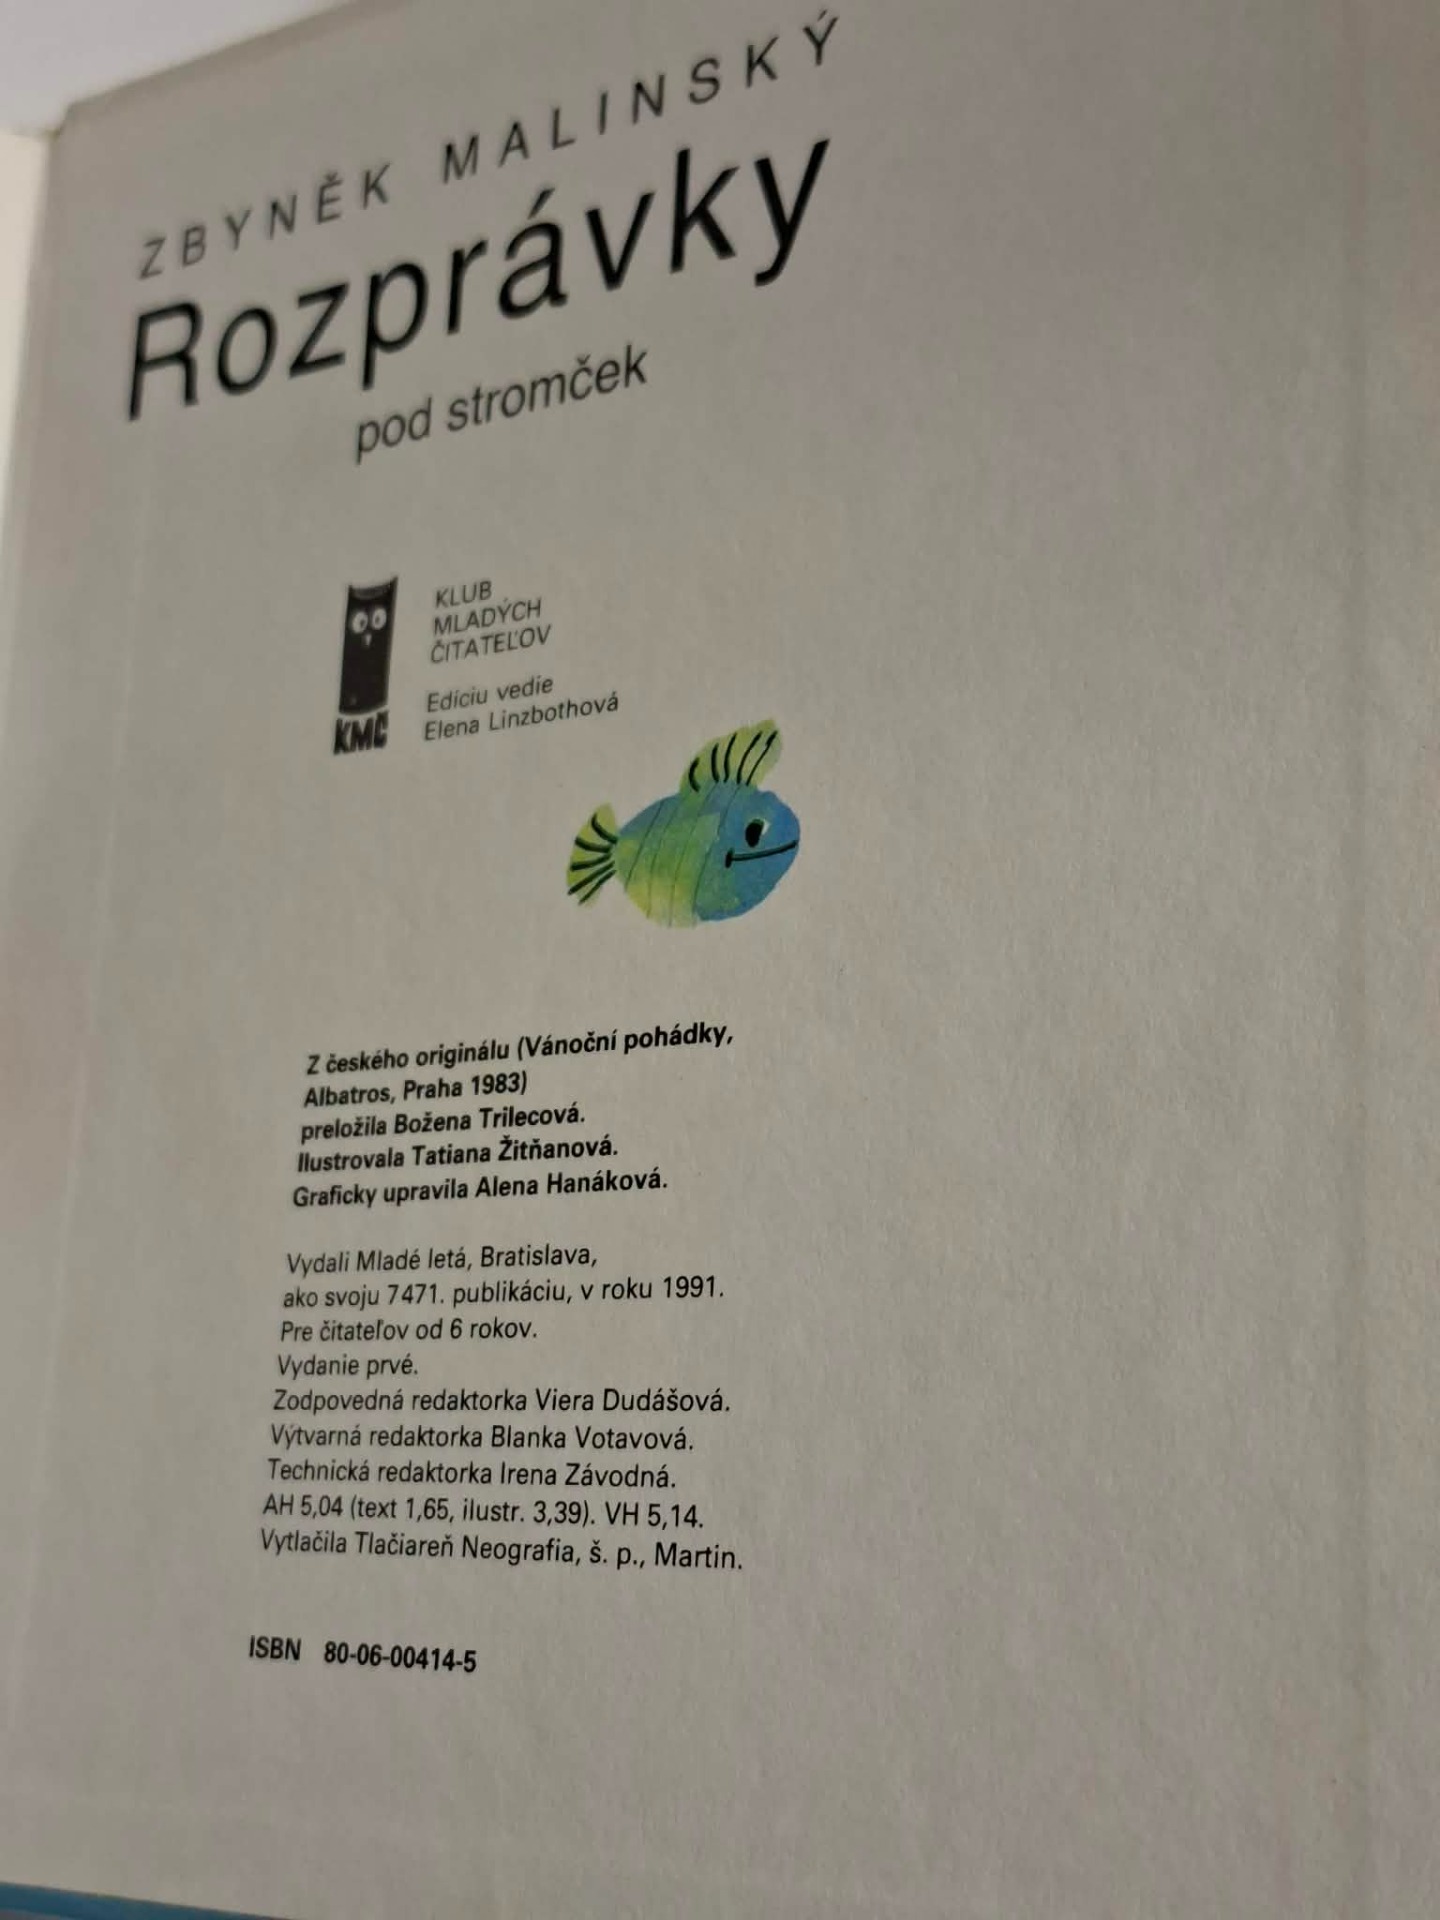 ZBYNĚK MALINSKÝ
Rozprávky
pod stromček
KLUB
MLADÝCH
ČITATEĽOV
Edíciu vedie
Elena Linzbothová
KMČ
Z českého originálu (Vánoční pohádky,
Albatros, Praha 1983)
preložila Božena Trilecová.
Ilustrovala Tatiana Žitňanová.
Graficky upravila Alena Hanáková.
Vydali Mladé letá, Bratislava,
ako svoju 7471. publikáciu, v roku 1991.
Pre čitateľov od 6 rokov.
Vydanie prvé.
Zodpovedná redaktorka Viera Dudášová.
Výtvarná redaktorka Blanka Votavová.
Technická redaktorka Irena Závodná.
AH 5,04 (text 1,65, ilustr. 3,39). VH 5,14.
Vytlačila Tlačiareň Neografia, š. p., Martin.
ISBN 80-06-00414-5